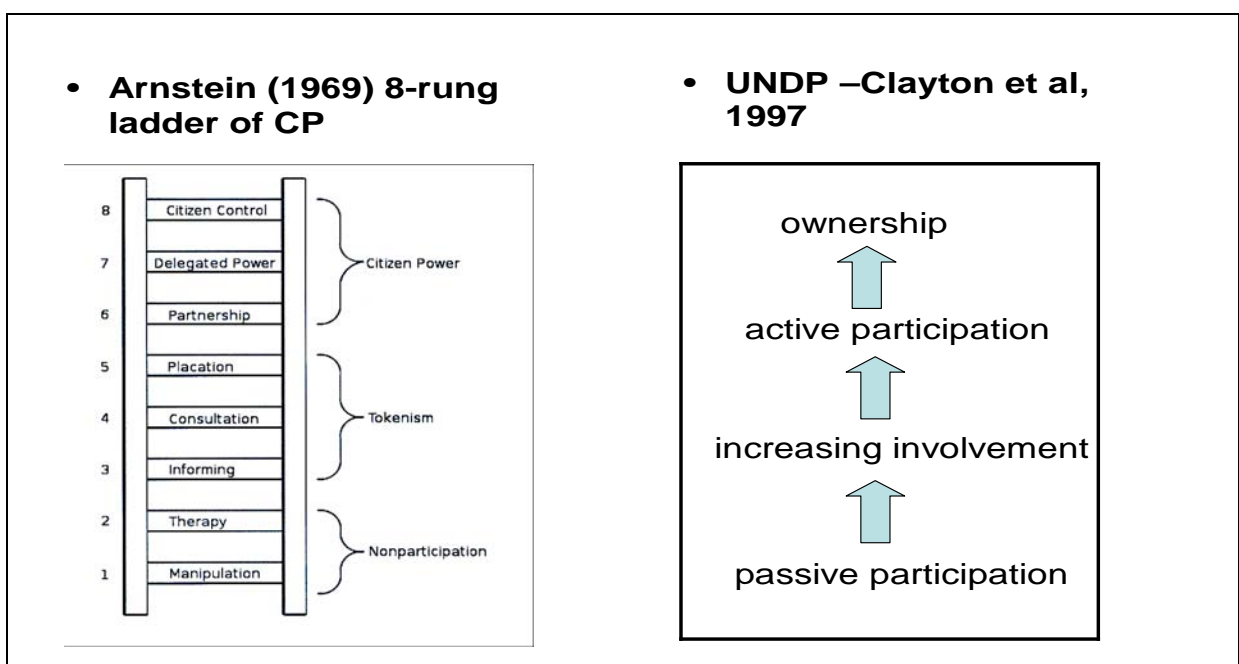 • Arnstein (1969) 8-rung
ladder of CP
8 Citizen Control
7 Delegated Power
Citizen Power
6 Partnership
5 Placation
4 Consultation
Tokenism
3 Informing
2 Therapy
Nonparticipation
1 Manipulation
• UNDP –Clayton et al,
1997
ownership
active participation
increasing involvement
passive participation